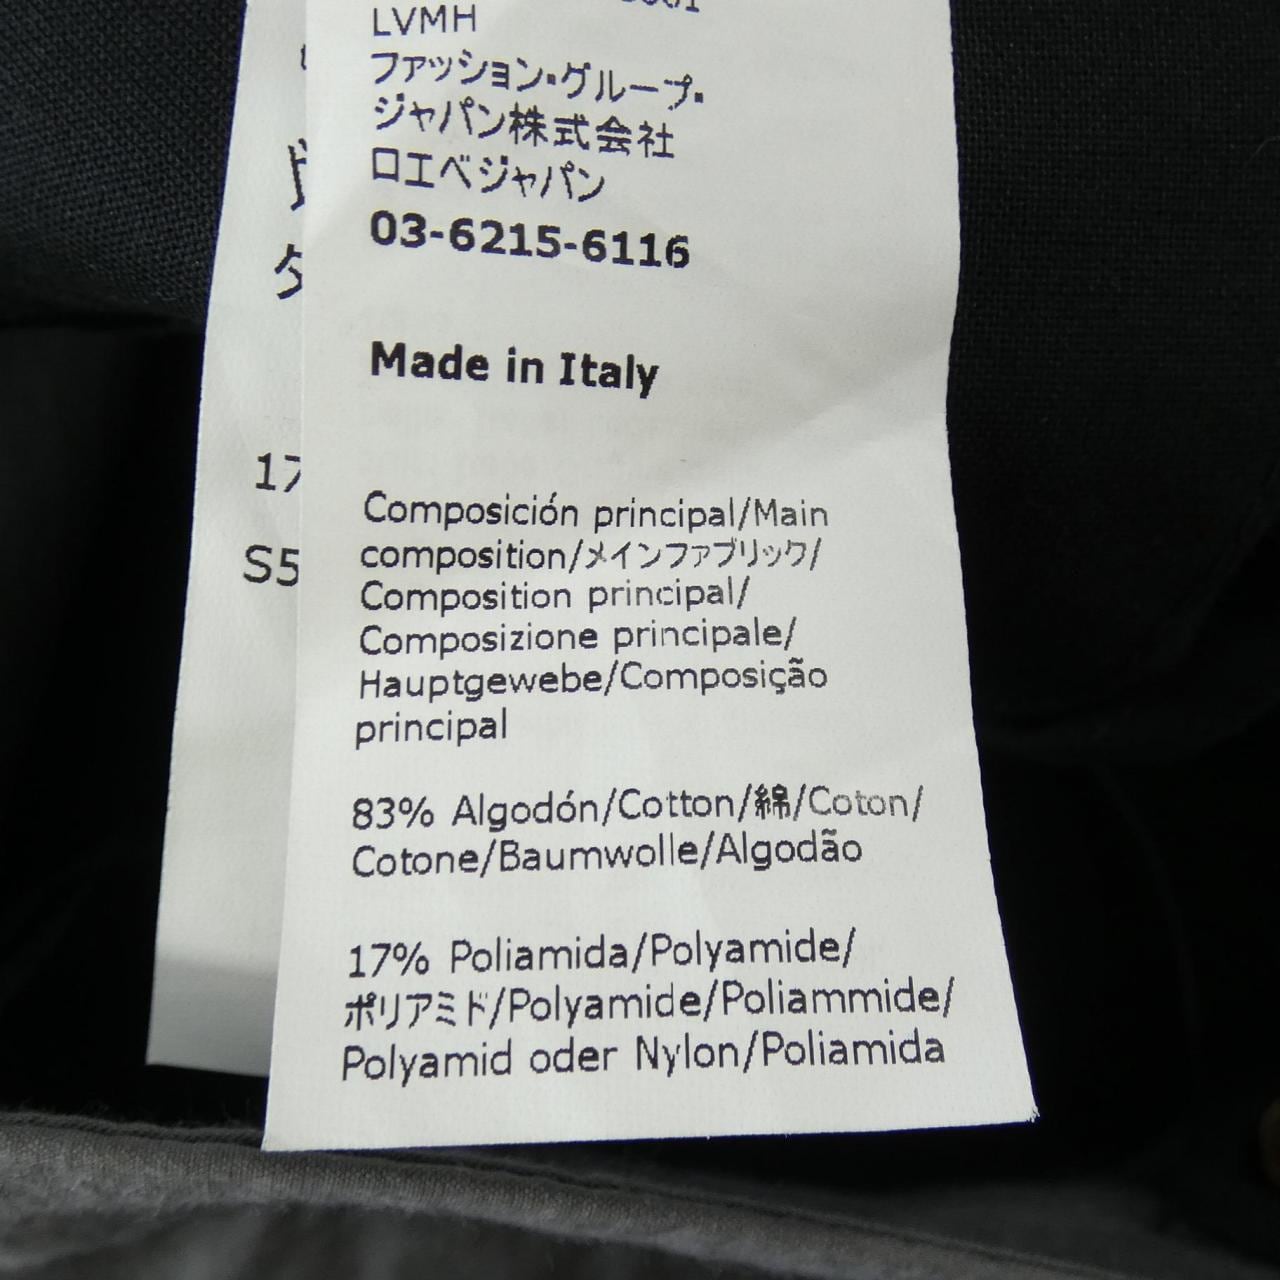 LVMH
ファッション・グループ・
ジャパン株式会社
ロエベジャパン
03-6215-6116
Made in Italy
17
S5
Composición principal/Main
composition/メインファブリック/
Composition principal/
Composizione principale/
Hauptgewebe/Composição
principal
83% Algodón/Cotton/綿/Coton/
Cotone/Baumwolle/Algodão
17% Poliamida/Polyamide/
ポリアミド/Polyamide/Poliammide/
Polyamid oder Nylon/Poliamida